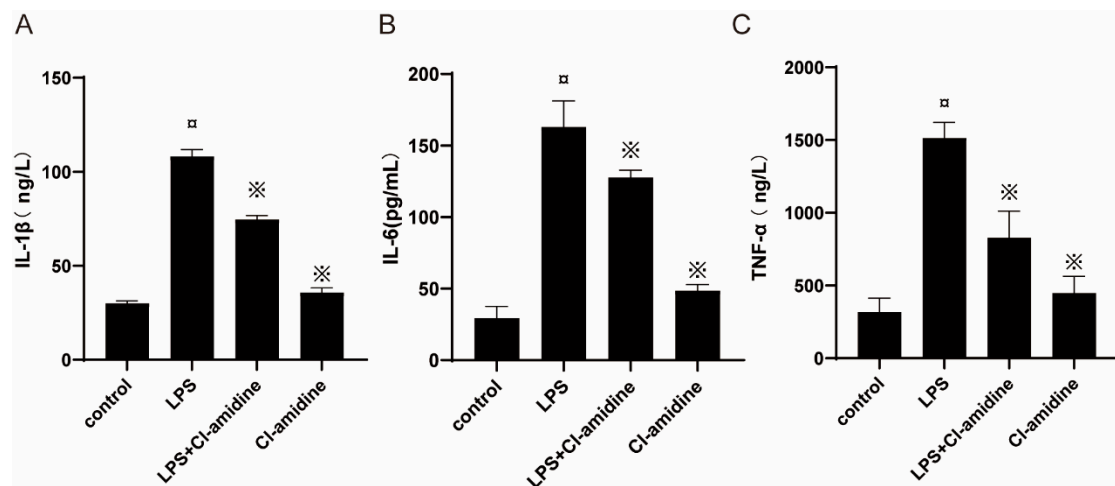 A
IL-1β ( ng/L)
150
100
50
0
¤
※
※
control
LPS
LPS+Cl-amidine
Cl-amidine
B
IL-6(pg/mL)
200
150
100
50
0
¤
※
※
control
LPS
LPS+Cl-amidine
Cl-amidine
C
TNF-α ( ng/L)
2000
1500
1000
500
0
¤
※
※
control
LPS
LPS+Cl-amidine
Cl-amidine